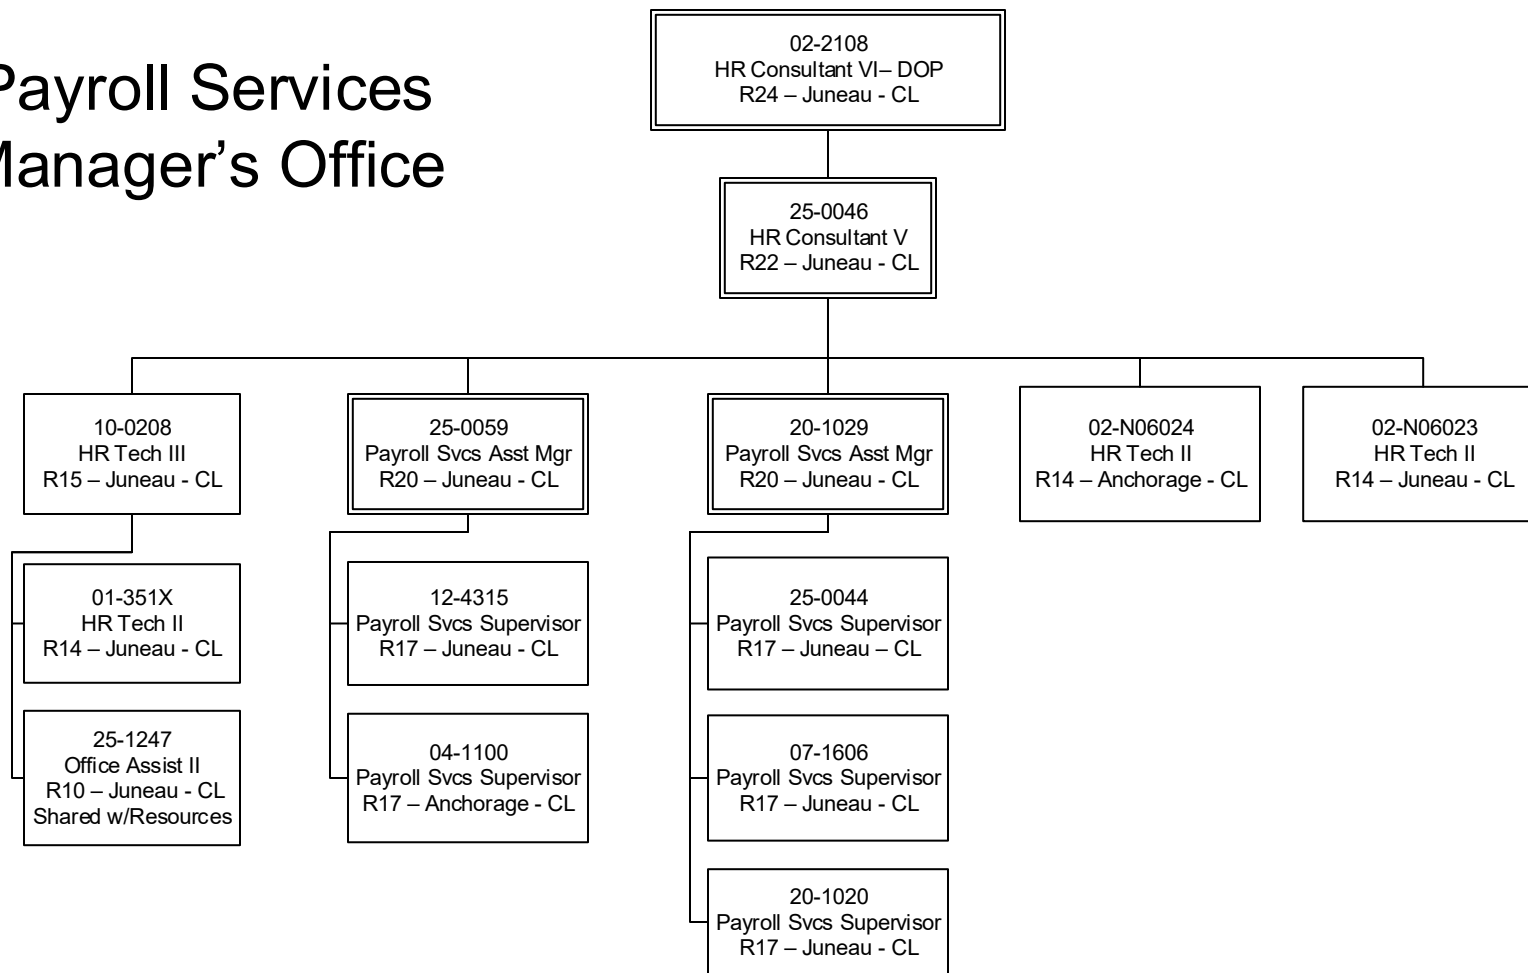 Payroll Services
Manager’s Office
02-2108
HR Consultant VI– DOP
R24 – Juneau - CL
25-0046
HR Consultant V
R22 – Juneau - CL
10-0208
HR Tech III
R15 – Juneau - CL
25-0059
Payroll Svcs Asst Mgr
R20 – Juneau - CL
20-1029
Payroll Svcs Asst Mgr
R20 – Juneau - CL
02-N06024
HR Tech II
R14 – Anchorage - CL
02-N06023
HR Tech II
R14 – Juneau - CL
01-351X
HR Tech II
R14 – Juneau - CL
12-4315
Payroll Svcs Supervisor
R17 – Juneau - CL
25-0044
Payroll Svcs Supervisor
R17 – Juneau – CL
25-1247
Office Assist II
R10 – Juneau - CL
Shared w/Resources
04-1100
Payroll Svcs Supervisor
R17 – Anchorage - CL
07-1606
Payroll Svcs Supervisor
R17 – Juneau - CL
20-1020
Payroll Svcs Supervisor
R17 – Juneau - CL